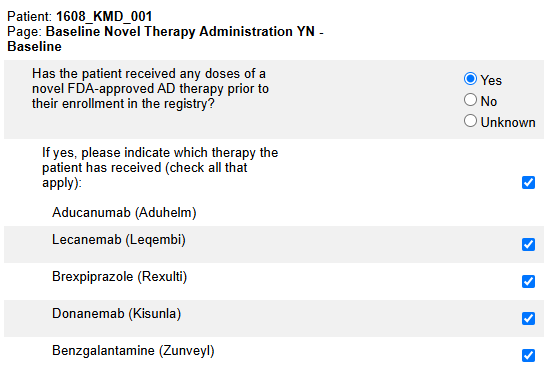 Patient: 1608_KMD_001
Page: Baseline Novel Therapy Administration YN -
Baseline
Has the patient received any doses of a
novel FDA-approved AD therapy prior to
their enrollment in the registry?
Yes
No
Unknown
If yes, please indicate which therapy the
patient has received (check all that
apply):
Aducanumab (Aduhelm)
Lecanemab (Leqembi)
Brexpiprazole (Rexulti)
Donanemab (Kisunla)
Benzgalantamine (Zunveyl)